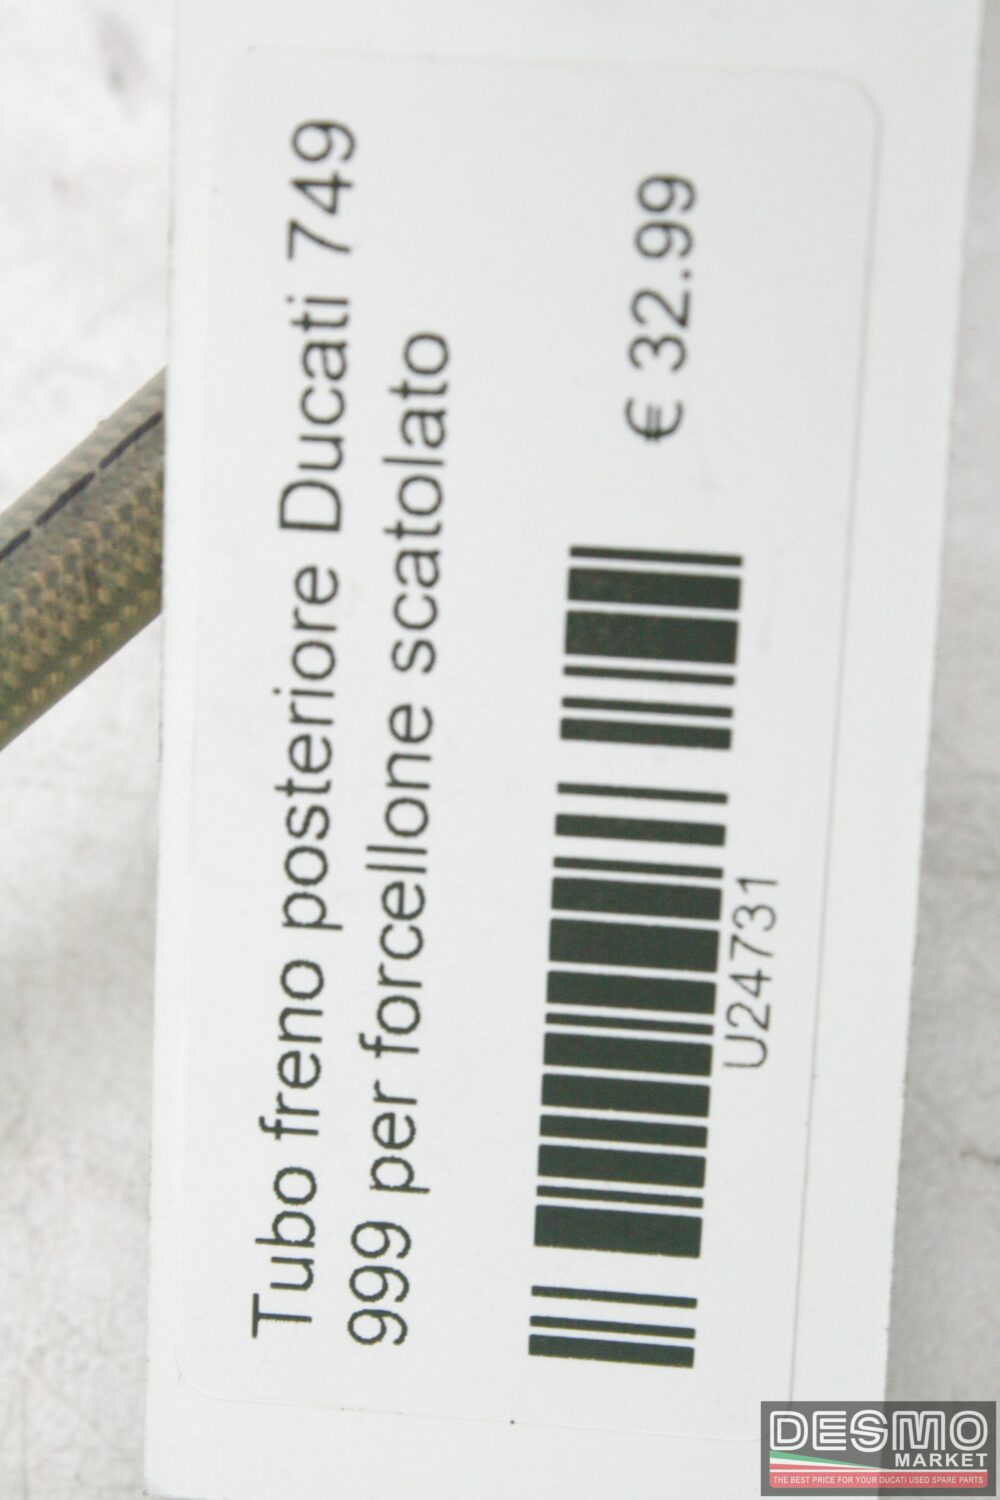 Tubo freno posteriore Ducati 749
999 per forcellone scatolato
€ 32.99
U24731
DESMO
MARKET
THE BEST PRICE FOR YOUR DUCATI USED SPARE PARTS